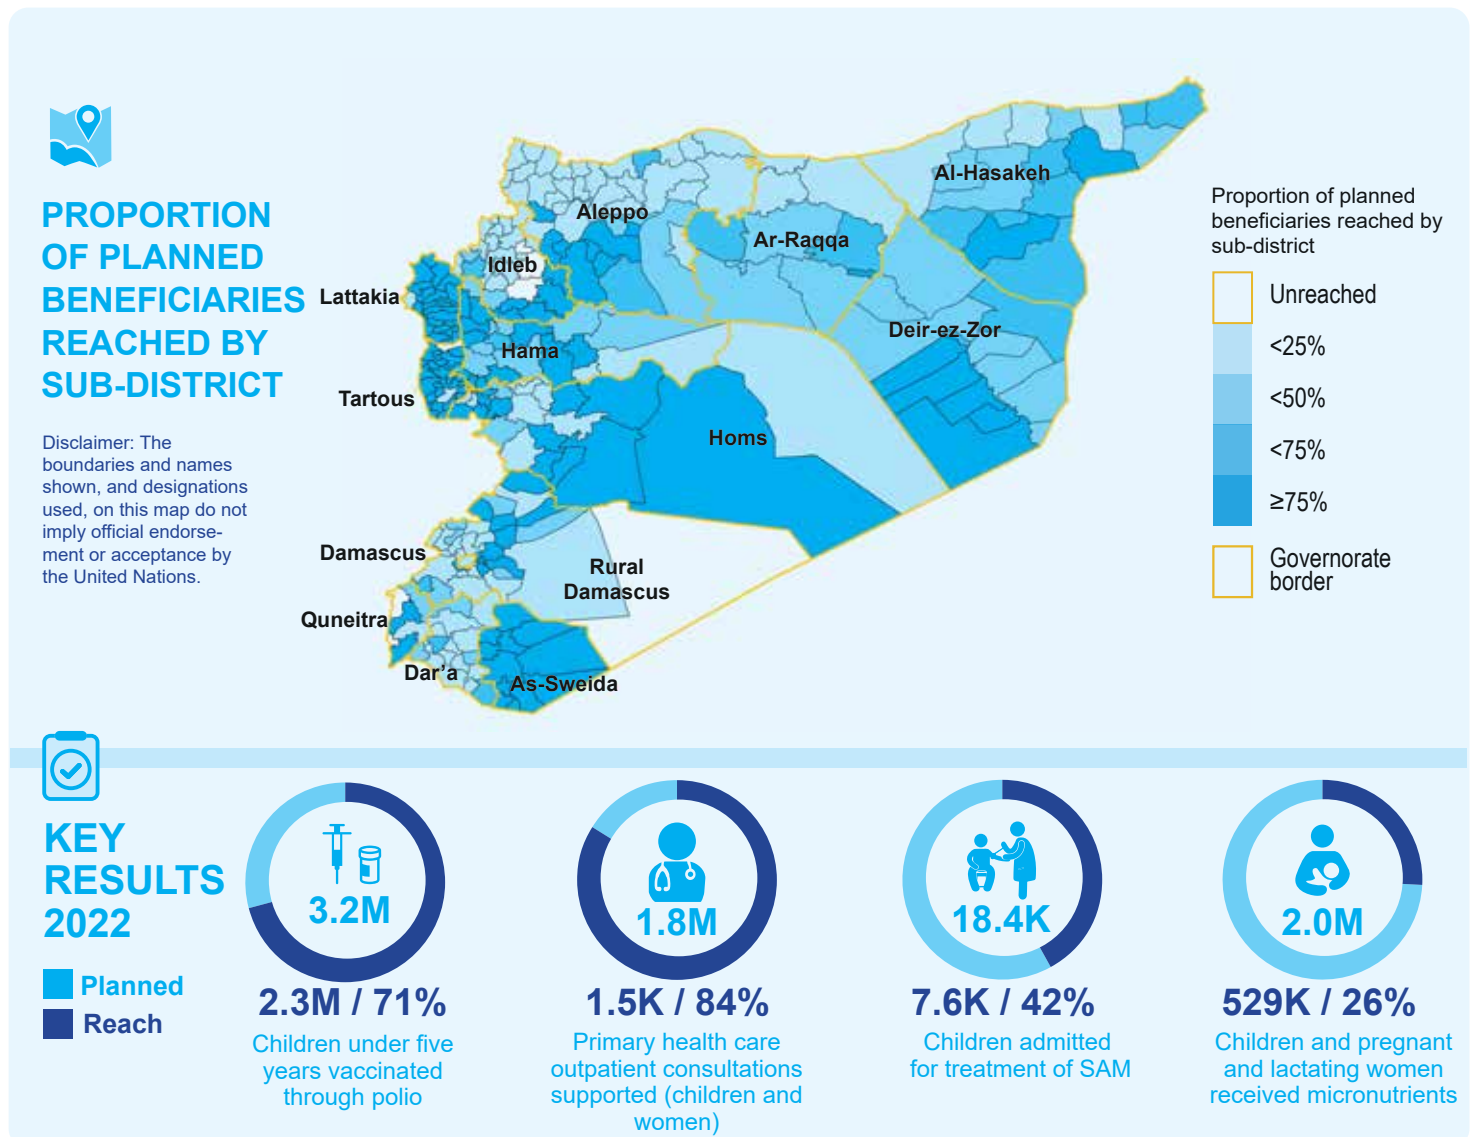 PROPORTION
OF PLANNED
BENEFICIARIES
REACHED BY
SUB-DISTRICT
Disclaimer: The
boundaries and names
shown, and designations
used, on this map do not
imply official endorse-
ment or acceptance by
the United Nations.
Al-Hasakeh
Aleppo
Ar-Raqqa
Idleb
Lattakia
Deir-ez-Zor
Hama
Tartous
Homs
Damascus
Rural
Damascus
Quneitra
Dar’a
As-Sweida
Proportion of planned
beneficiaries reached by
sub-district
Unreached
<25%
<50%
<75%
≥75%
Governorate
border
KEY
RESULTS
2022
Planned
Reach
3.2M
2.3M / 71%
Children under five
years vaccinated
through polio
1.8M
1.5K / 84%
Primary health care
outpatient consultations
supported (children and
women)
18.4K
7.6K / 42%
Children admitted
for treatment of SAM
2.0M
529K / 26%
Children and pregnant
and lactating women
received micronutrients